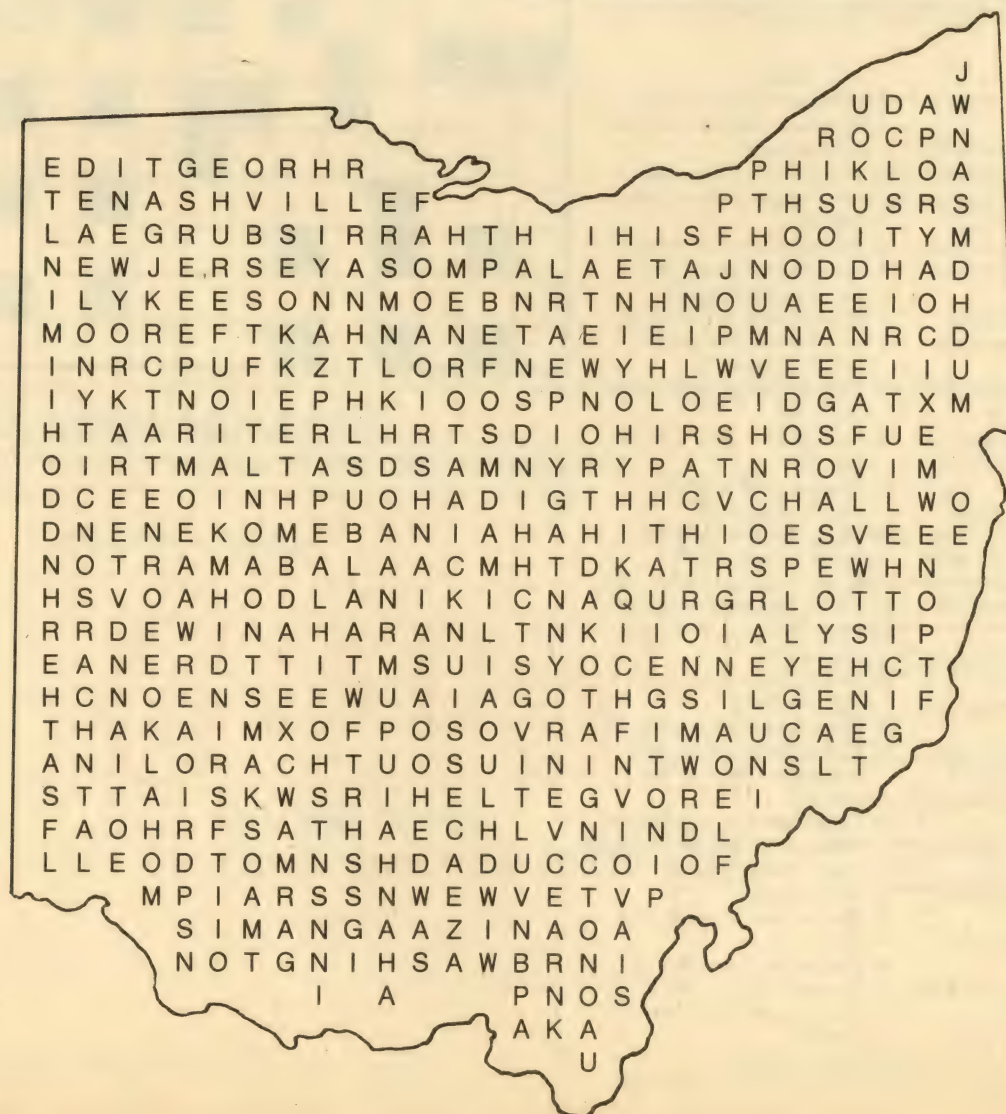 J
U D A W
R O C P N
E D I T G E O R H R P H I K L O A
T E N A S H V I L L E F P T H S U S R S
L A E G R U B S I R R A H T H I H I S F H O O I T Y M
N E W J E R S E Y A S O M P A L A E T A J N O D D H A D
I L Y K E E S O N N M O E B N R T N H N O U A E E I O H
M O O R E F T K A H N A N E T A E I E I P M N A N R C D
I N R C P U F K Z T L O R F N E W Y H L W V E E E I I U
I Y K T N O I E P H K I O O S P N O L O E I D G A T X M
H T A A R I T E R L H R T S D I O H I R S H O S F U E
O I R T M A L T A S D S A M N Y R Y P A T N R O V I M
D C E E O I N H P U O H A D I G T H H C V C H A L L W O
D N E N E K O M E B A N I A H A H I T H I O E S V E E E
N O T R A M A B A L A A C M H T D K A T R S P E W H N
H S V O A H O D L A N I K I C N A Q U R G R L O T T O
R R D E W I N A H A R A N L T N K I I O I A L Y S I P
E A N E R D T T I T M S U I S Y O C E N N E Y E H C T
H C N O E N S E E W U A I A G O T H G S I L G E N I F
T H A K A I M X O F P O S O V R A F I M A U C A E G
A N I L O R A C H T U O S U I N I N T W O N S L T
S T T A I S K W S R I H E L T E G V O R E I
F A O H R F S A T H A E C H L V N I N D L
L L E O D T O M N S H D A D U C C O I O F
M P I A R S S N W E W V E T V P
S I M A N G A A Z I N A O A
N O T G N I H S A W B R N I
I A P N O S
A K A
U